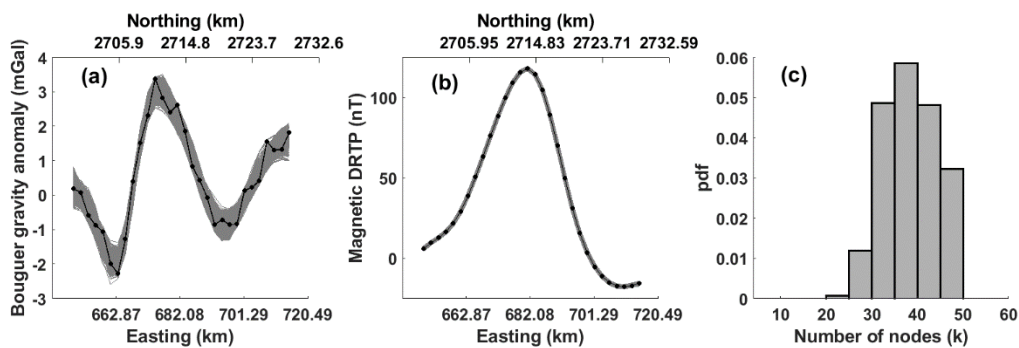 Northing (km)
2705.9 2714.8 2723.7 2732.6
(a)
Bouguer gravity anomaly (mGal)
4
3
2
1
0
-1
-2
-3
662.87 682.08 701.29 720.49
Easting (km)
Northing (km)
2705.95 2714.83 2723.71 2732.59
(b)
Magnetic DRTP (nT)
100
50
0
662.87 682.08 701.29 720.49
Easting (km)
(c)
pdf
0.06
0.05
0.04
0.03
0.02
0.01
0
10 20 30 40 50 60
Number of nodes (k)